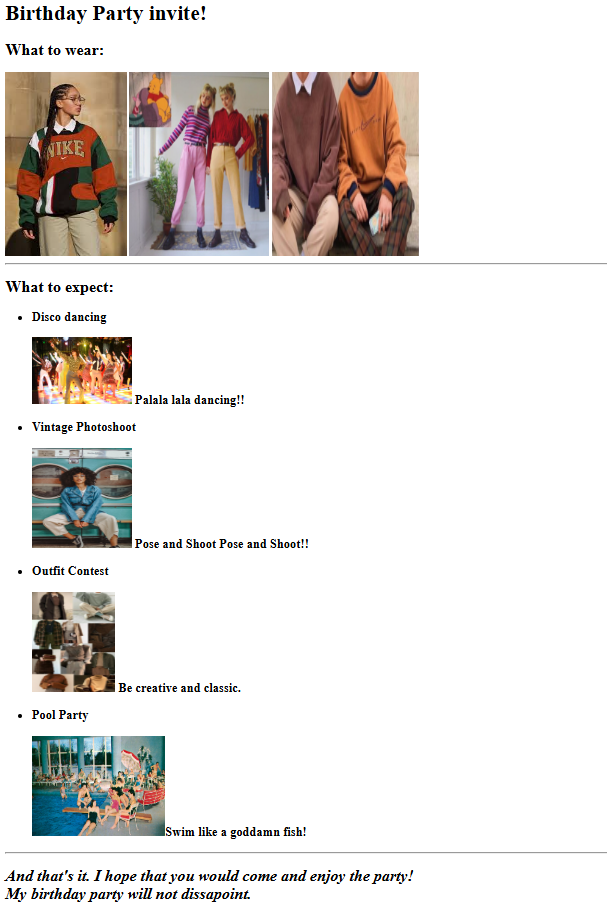 Birthday Party invite!
What to wear:
NIKE
What to expect:
Disco dancing
Palala lala dancing!!
Vintage Photoshoot
Pose and Shoot Pose and Shoot!!
Outfit Contest
Be creative and classic.
Pool Party
Swim like a goddamn fish!
And that's it. I hope that you would come and enjoy the party!
My birthday party will not dissapoint.